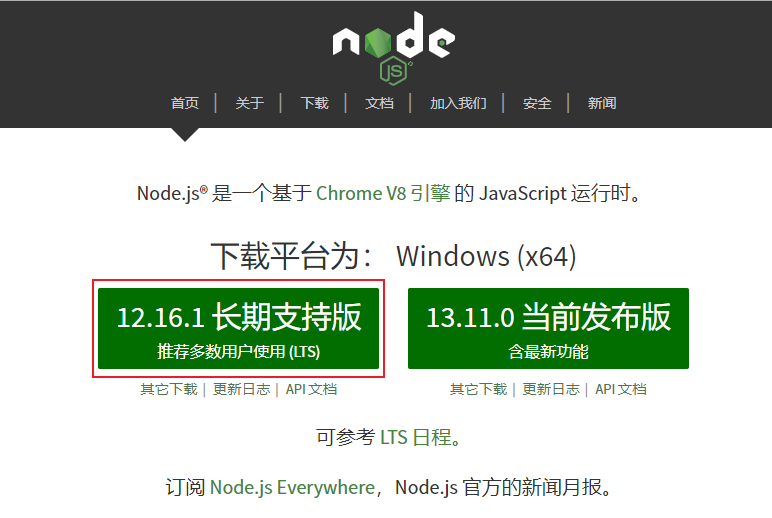 node
JS
首页 | 关于 | 下载 | 文档 | 加入我们 | 安全 | 新闻
Node.js® 是一个基于 Chrome V8 引擎 的 JavaScript 运行时。
下载平台为： Windows (x64)
12.16.1 长期支持版
推荐多数用户使用 (LTS)
13.11.0 当前发布版
含最新功能
其它下载 | 更新日志 | API 文档
其它下载 | 更新日志 | API 文档
可参考 LTS 日程。
订阅 Node.js Everywhere，Node.js 官方的新闻月报。